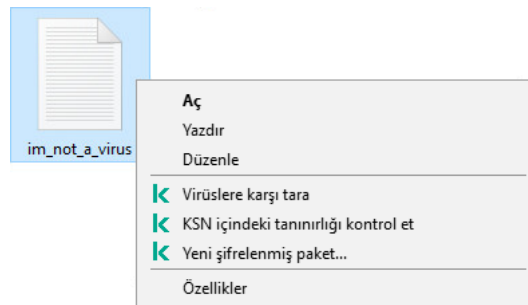 im_not_a_virus
Aç
Yazdır
Düzenle
Virüslere karşı tara
KSN içindeki tanınırlığı kontrol et
Yeni şifrelenmiş paket...
Özellikler